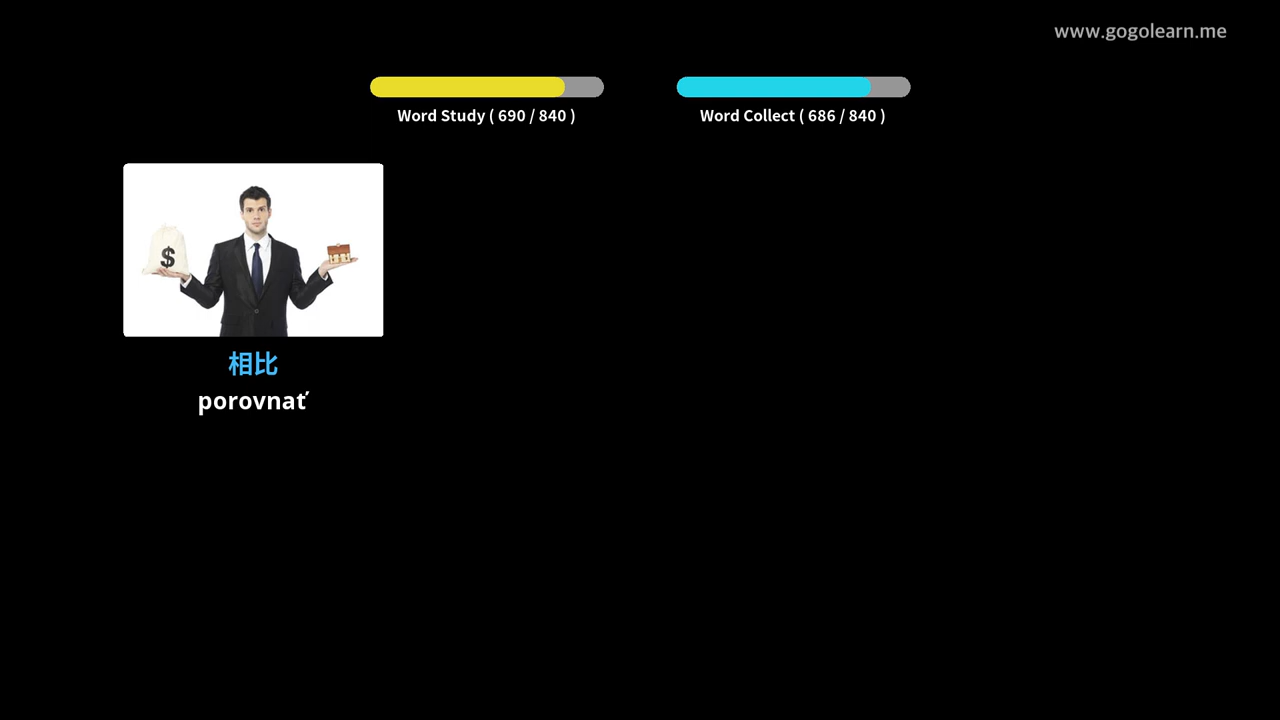 www.gogolearn.me
Word Study ( 690 / 840 )
Word Collect ( 686 / 840 )
$
相比
porovnať